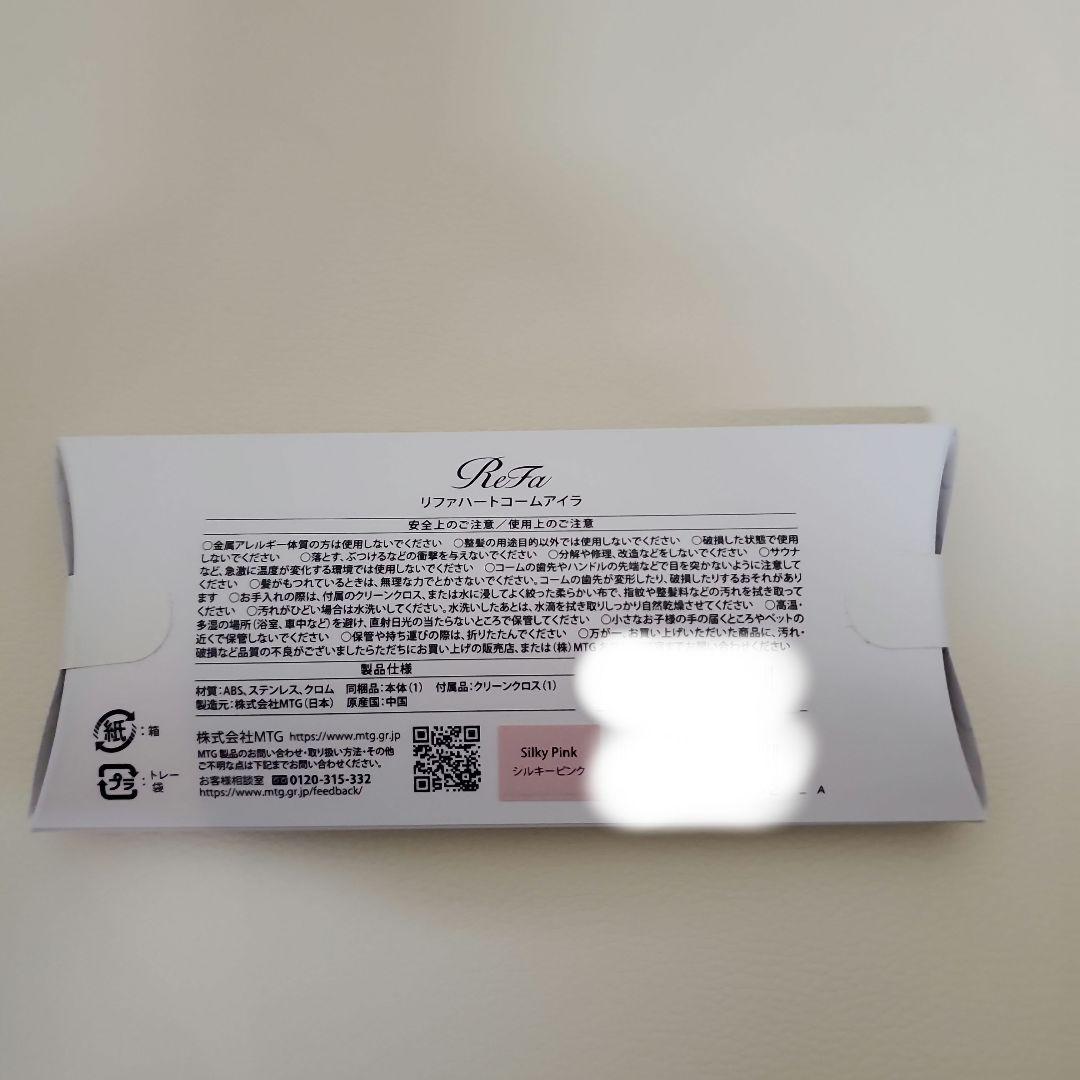 ReFa
リファハートコームアイラ
安全上のご注意／使用上のご注意
○金属アレルギー体質の方は使用しないでください　○整髪の用途目的以外では使用しないでください　○破損した状態で使用
しないでください　○落とす、ぶつけるなどの衝撃を与えないでください　○分解や修理、改造などをしないでください　○サウナ
など、急激に温度が変化する環境では使用しないでください　○コームの歯先やハンドルの先端などで目を突かないように注意して
ください　○髪がもつれているときは、無理な力でとかさないでください。コームの歯先が変形したり、破損したりするおそれがあり
ます　○お手入れの際は、付属のクリーンクロス、または水に浸してよく絞った柔らかい布で、指紋や整髪料などの汚れを拭き取って
ください　○汚れがひどい場合は水洗いしてください。水洗いしたあとは、水滴を拭き取りしっかり自然乾燥させてください　○高温・
多湿の場所（浴室、車中など）を避け、直射日光の当たらないところで保管してください　○小さなお子様の手の届くところやペットの
近くで保管しないでください　○保管や持ち運びの際は、折りたたんでください　○万が一、お買い上げいただいた商品に、汚れ・
破損など品質の不良がございましたらただちにお買い上げの販売店、または（株）MTG
製品仕様
材質：ABS、ステンレス、クロム　同梱品：本体（1）　付属品：クリーンクロス（1）
製造元：株式会社MTG（日本）　原産国：中国
紙：箱
プラ：トレー
袋
株式会社MTG https://www.mtg.gr.jp
MTG 製品のお問い合わせ・取り扱い方法・その他
ご不明な点は下記までお問い合わせください。
お客様相談室 0120-315-332
https://www.mtg.gr.jp/feedback/
Silky Pink
シルキーピンク
A